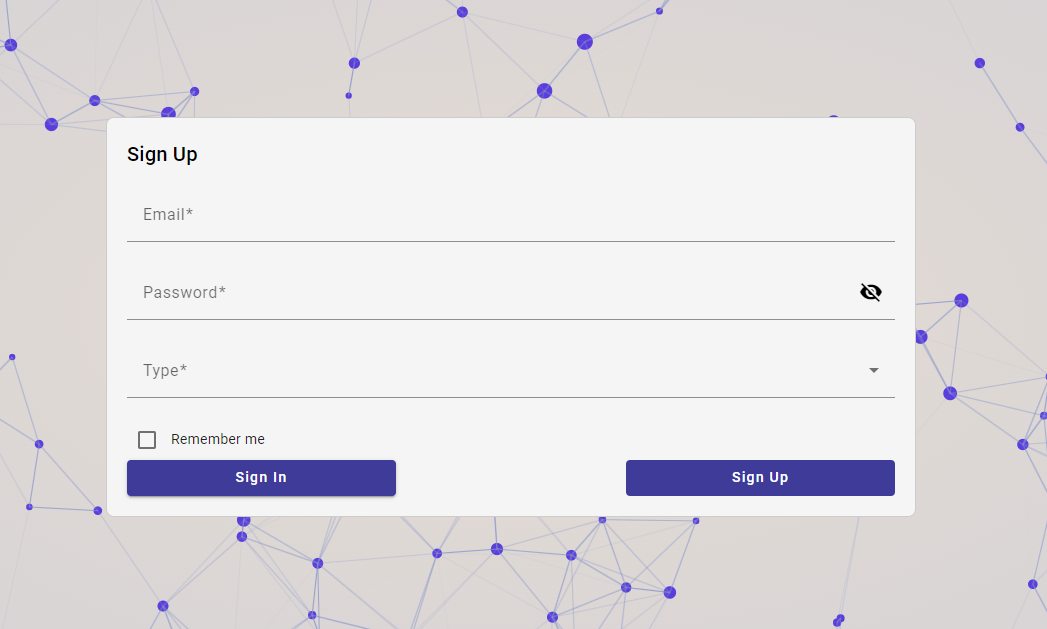 Sign Up
Email*
Password*
Type*
Remember me
Sign In
Sign Up